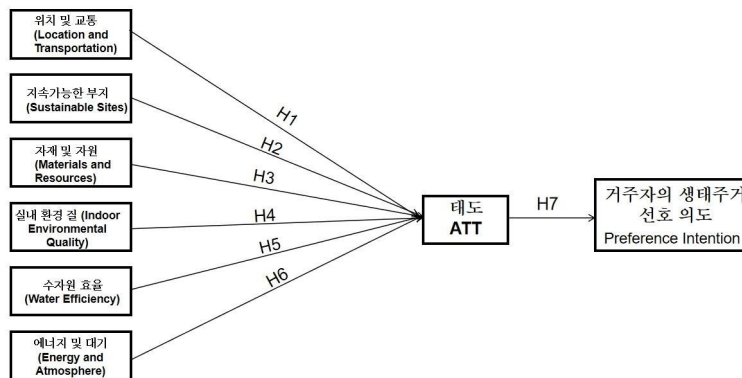 위치 및 교통
(Location and
Transportation)
지속가능한 부지
(Sustainable Sites)
자재 및 자원
(Materials and
Resources)
실내 환경 질 (Indoor
Environmental
Quality)
수자원 효율
(Water Efficiency)
에너지 및 대기
(Energy and
Atmosphere)
H1
H2
H3
H4
H5
H6
태도
ATT
H7
거주자의 생태주거
선호 의도
Preference Intention